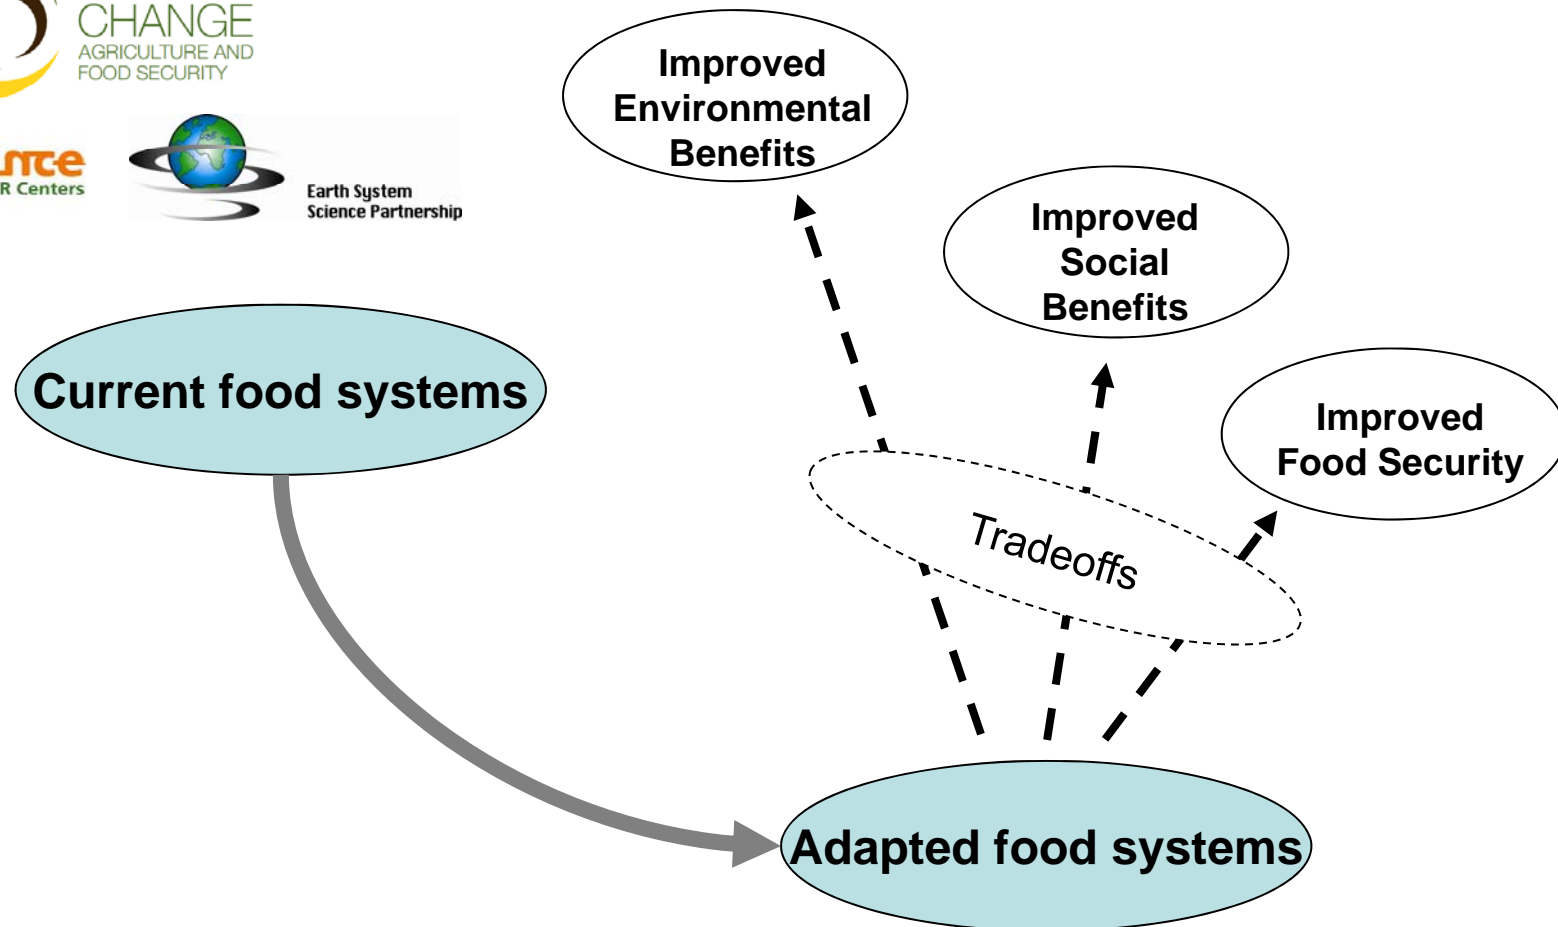 CHANGE
AGRICULTURE AND
FOOD SECURITY
R Centers
Earth System
Science Partnership
Improved
Environmental
Benefits
Improved
Social
Benefits
Improved
Food Security
Current food systems
Tradeoffs
Adapted food systems